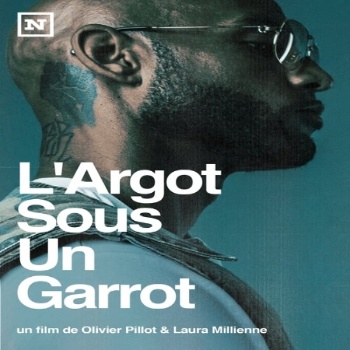 N
L'Argot
Sous
Un
Garrot
un film de Olivier Pillot & Laura Millienne